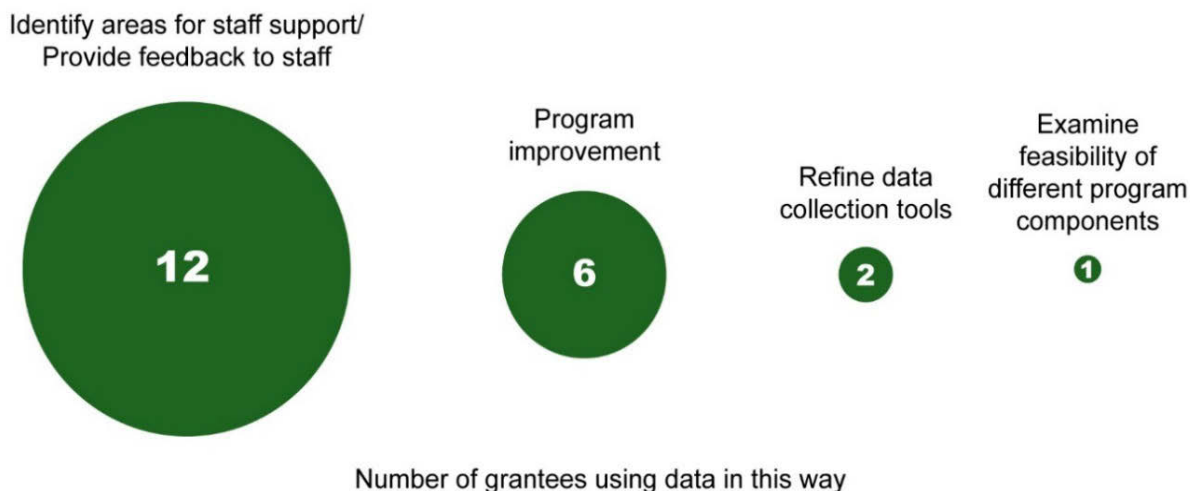 Identify areas for staff support/
Provide feedback to staff
12
Program
improvement
6
Refine data
collection tools
2
Examine
feasibility of
different program
components
1
Number of grantees using data in this way